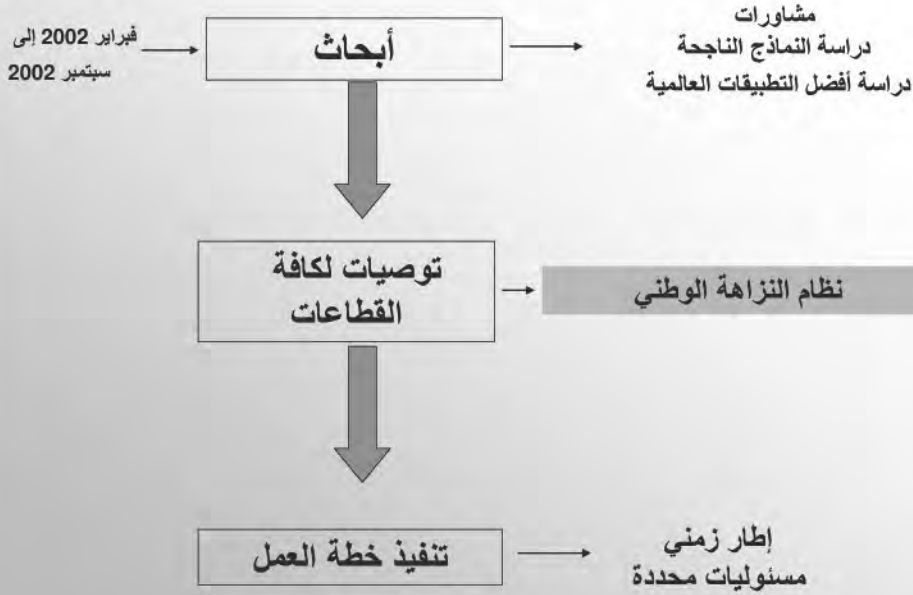 مشاورات
دراسة النماذج الناجحة
دراسة أفضل التطبيقات العالمية
أبحاث
فبراير 2002 إلى
سبتمبر 2002
نظام النزاهة الوطني
توصيات لكافة
القطاعات
إطار زمني
مسئوليات محددة
تنفيذ خطة العمل